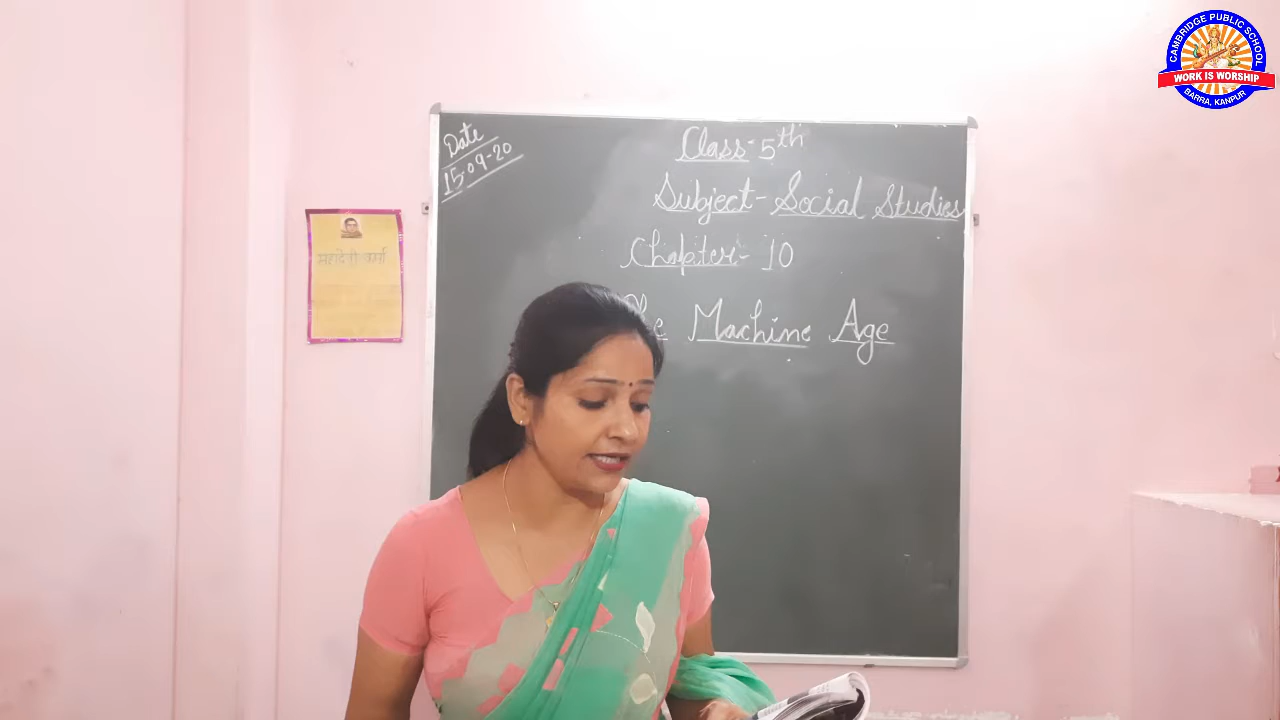 CAMBRIDGE PUBLIC SCHOOL
WORK IS WORSHIP
BARRA, KANPUR
Date
15-09-20
Class-5th
Subject-Social Studies
Chapter-10
The Machine Age
महादेवी वर्मा